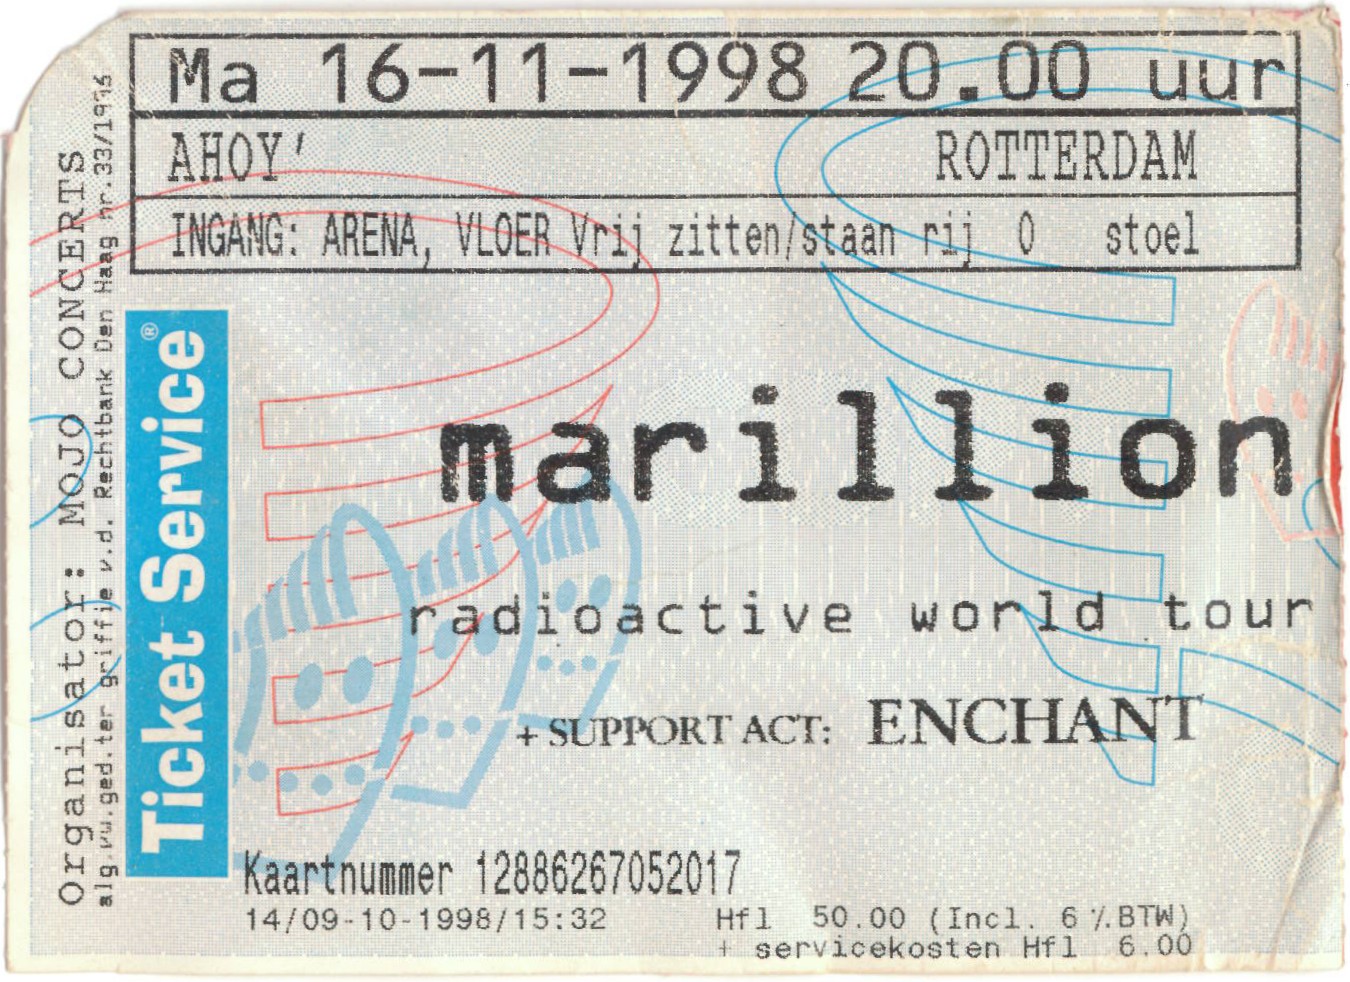 Ma 16-11-1998 20.00 uur
AHOY' ROTTERDAM
INGANG: ARENA, VLOER Vrij zitten/staan rij 0 stoel
Organisator: MOJO CONCERTS
alg.vw.ged.ter griffie v.d. Rechtbank Den Haag nr.33/1996
Ticket Service®
marillion
radioactive world tour
+ SUPPORT ACT: ENCHANT
Kaartnummer 12886267052017
14/09-10-1998/15:32 Hfl 50.00 (Incl. 6 %.BTW)
+ servicekosten Hfl 6.00